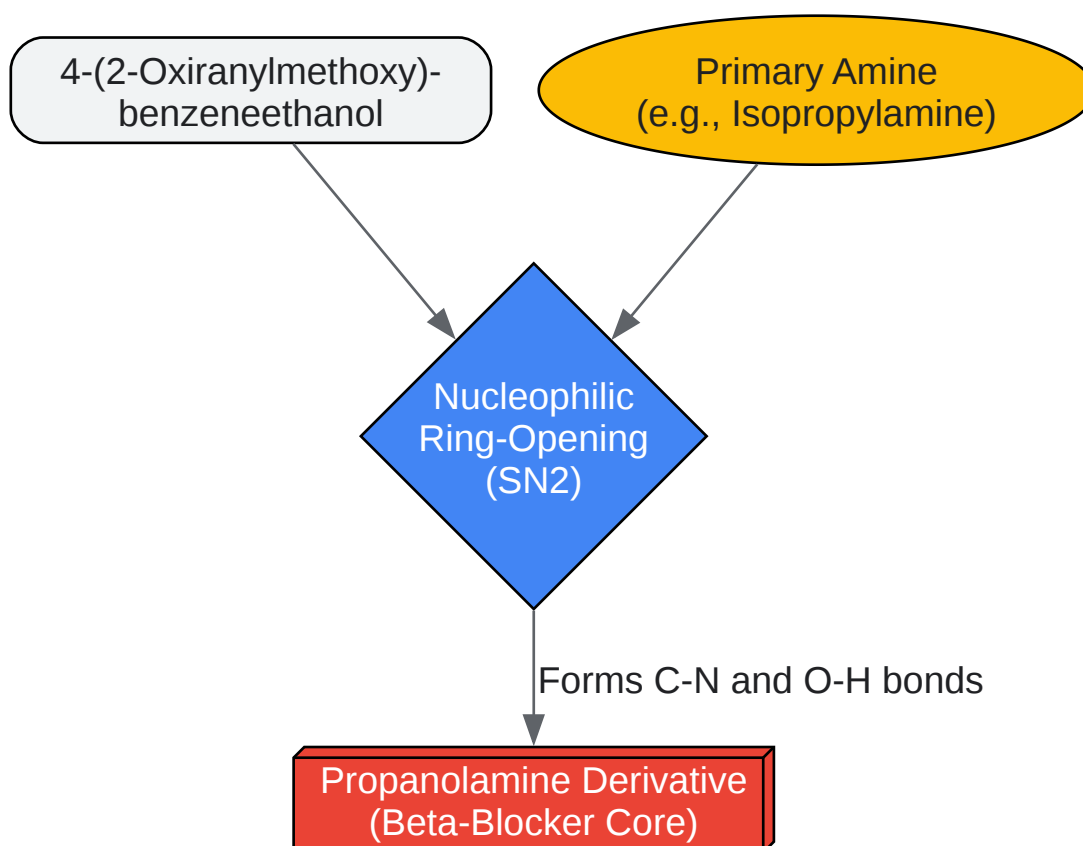 4-(2-Oxiranylmethoxy)-
benzeneethanol
Primary Amine
(e.g., Isopropylamine)
Nucleophilic
Ring-Opening
(SN2)
Forms C-N and O-H bonds
Propanolamine Derivative
(Beta-Blocker Core)